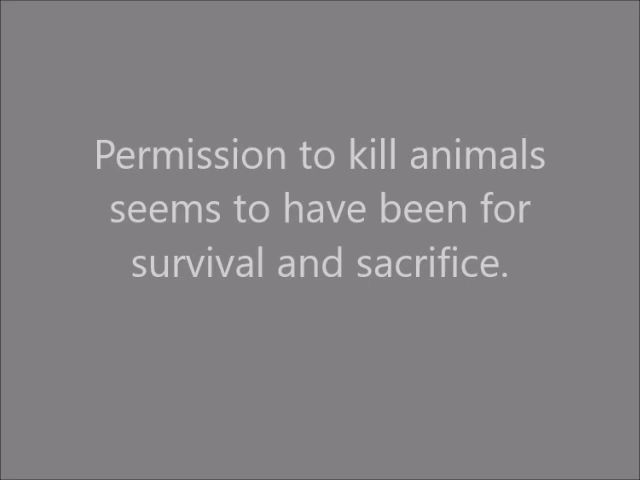 Permission to kill animals
seems to have been for
survival and sacrifice.